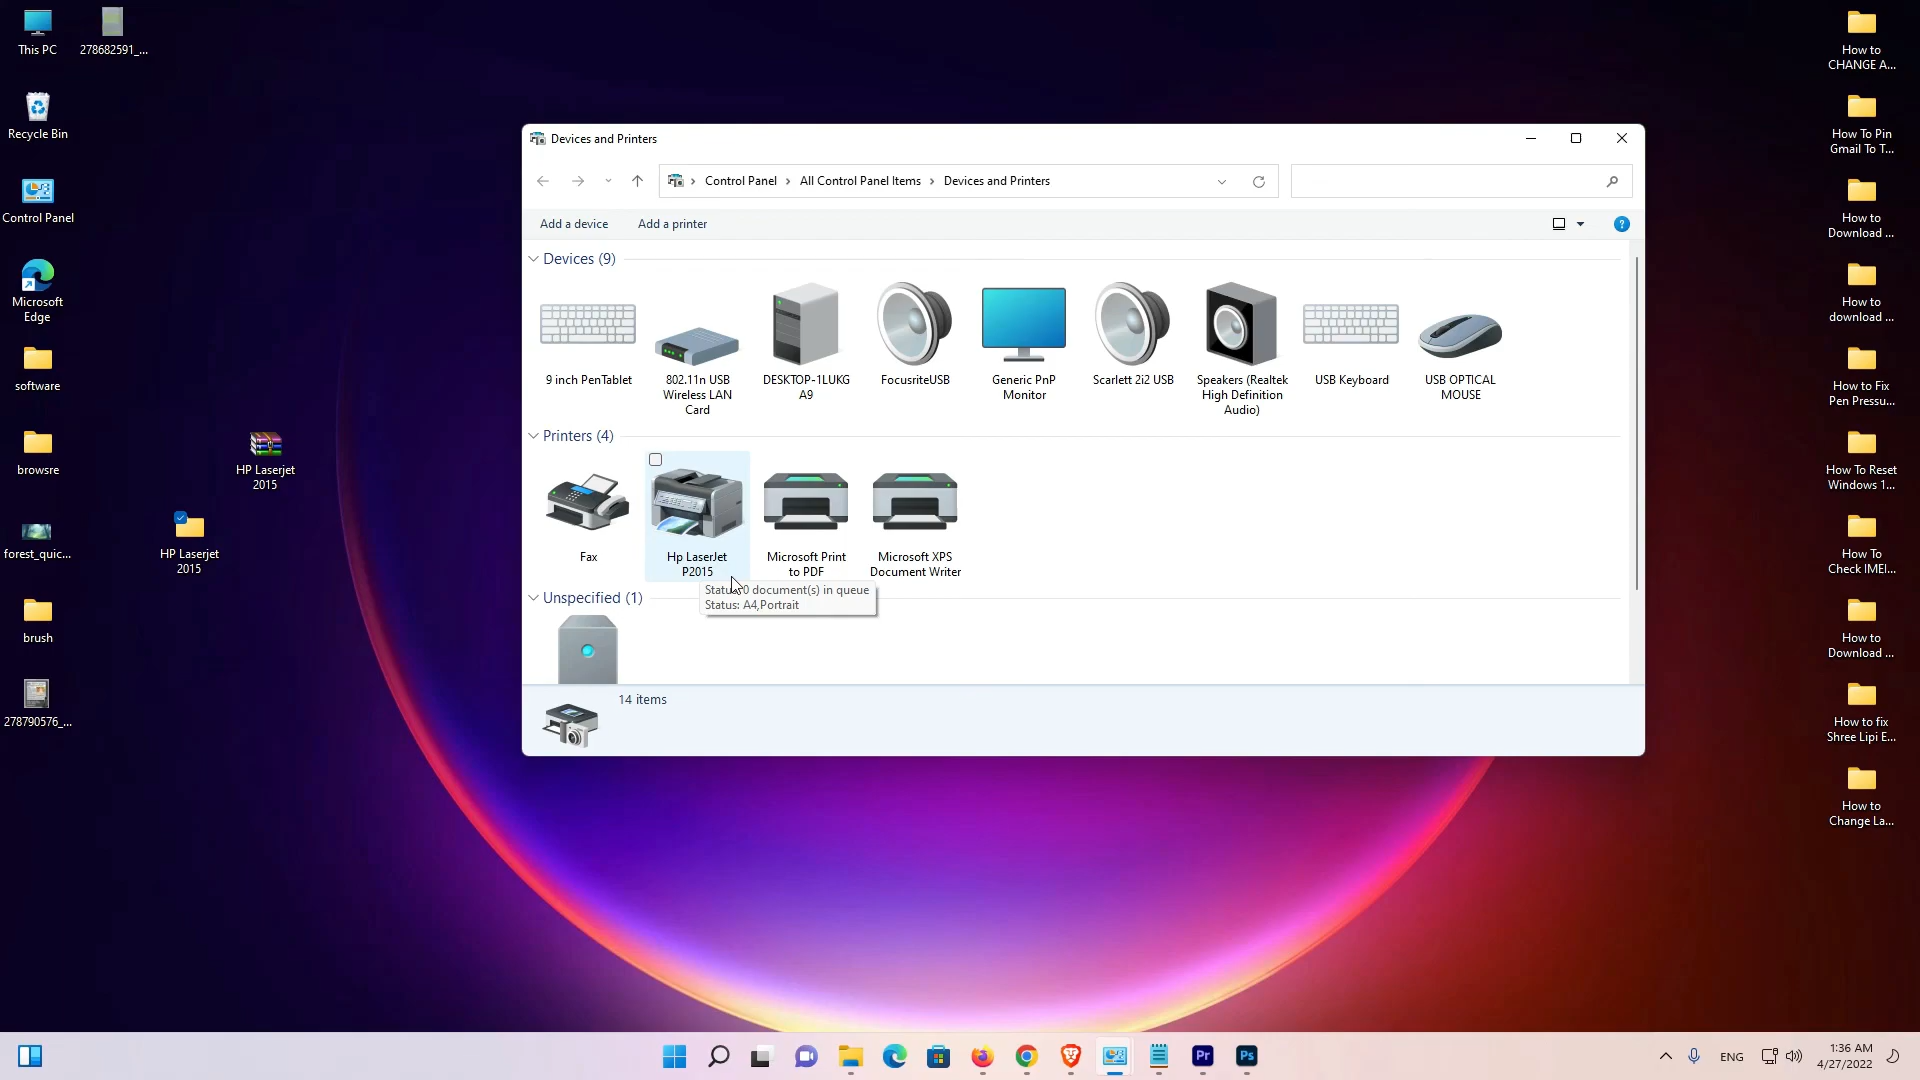 This PC
278682591_...
Recycle Bin
Control Panel
Microsoft
Edge
software
browsre
HP Laserjet
2015
HP Laserjet
2015
forest_quic...
brush
278790576_...
Devices and Printers
Control Panel
All Control Panel Items
Devices and Printers
Add a device
Add a printer
?
Devices (9)
9 inch PenTablet
802.11n USB
Wireless LAN
Card
DESKTOP-1LUKG
A9
FocusriteUSB
Generic PnP
Monitor
Scarlett 2i2 USB
Speakers (Realtek
High Definition
Audio)
USB Keyboard
USB OPTICAL
MOUSE
Printers (4)
Fax
Hp LaserJet
P2015
Microsoft Print
to PDF
Microsoft XPS
Document Writer
0 document(s) in queue
Status: A4,Portrait
Unspecified (1)
14 items
How to
CHANGE A...
How To Pin
Gmail To T...
How to
Download ...
How to
download ...
How to Fix
Pen Pressu...
How To Reset
Windows 1...
How To
Check IMEI...
How to
Download ...
How to fix
Shree Lipi E...
How to
Change La...
Pr
Ps
ENG
1:36 AM
4/27/2022